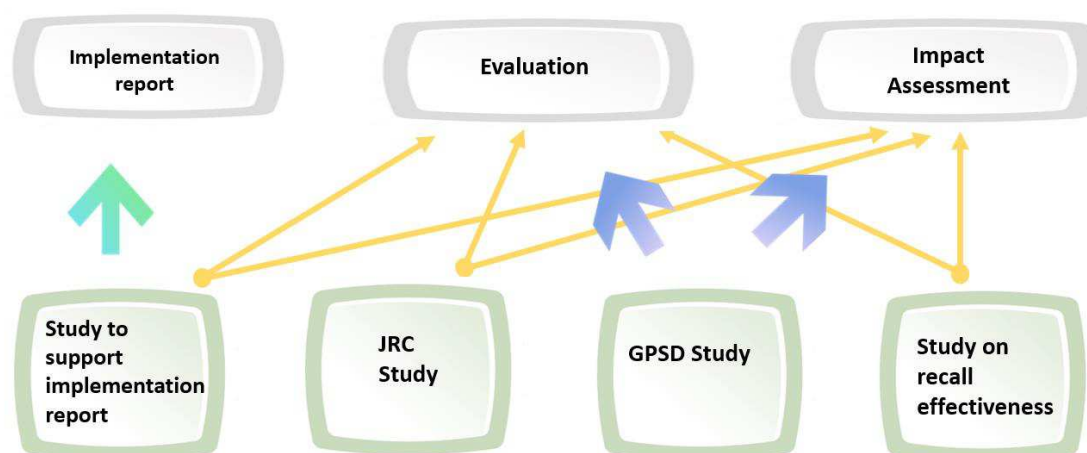 Implementation
report
Evaluation
Impact
Assessment
Study to
support
implementation
report
JRC
Study
GPSD Study
Study on
recall
effectiveness